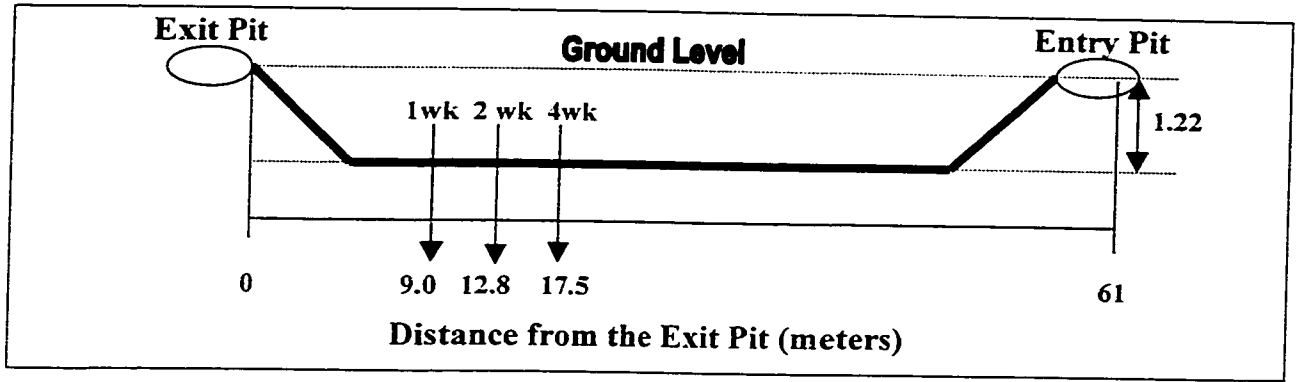 Exit Pit
Ground Level
Entry Pit
1wk 2 wk 4wk
1.22
0 9.0 12.8 17.5 61
Distance from the Exit Pit (meters)